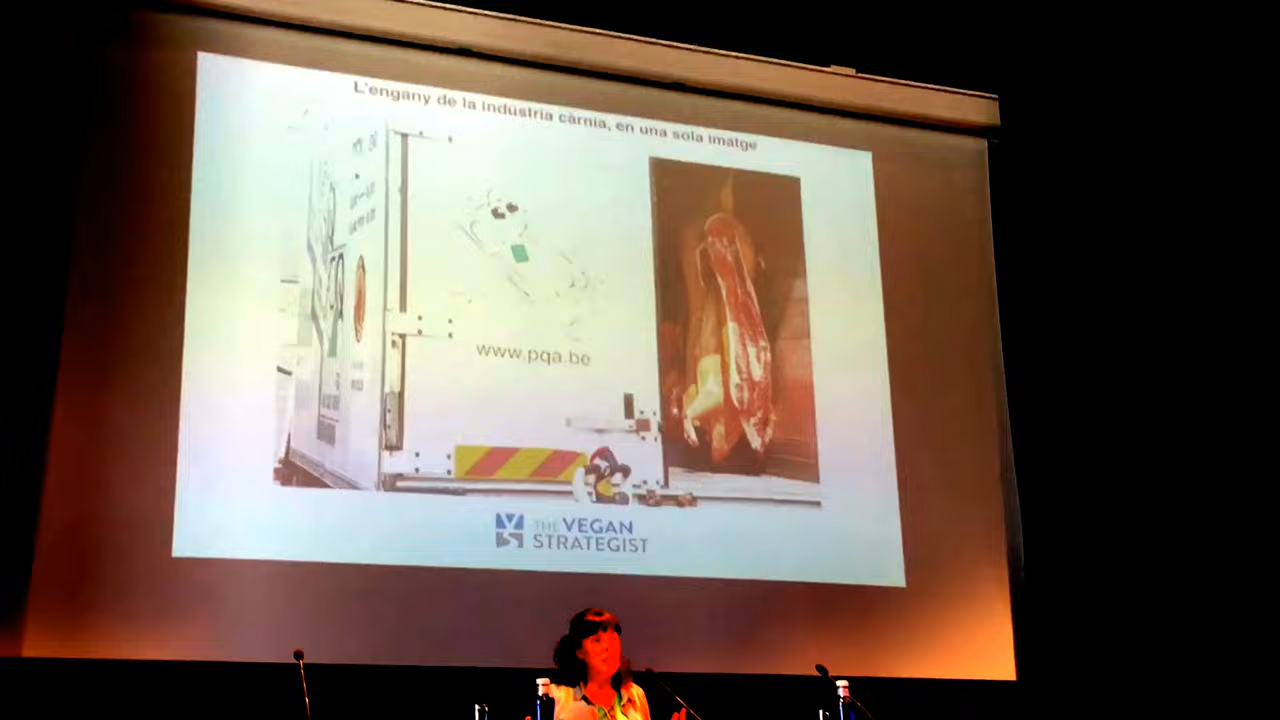 L'engany de la indústria càrnia, en una sola imatge
www.pqa.be
THE VEGAN
STRATEGIST